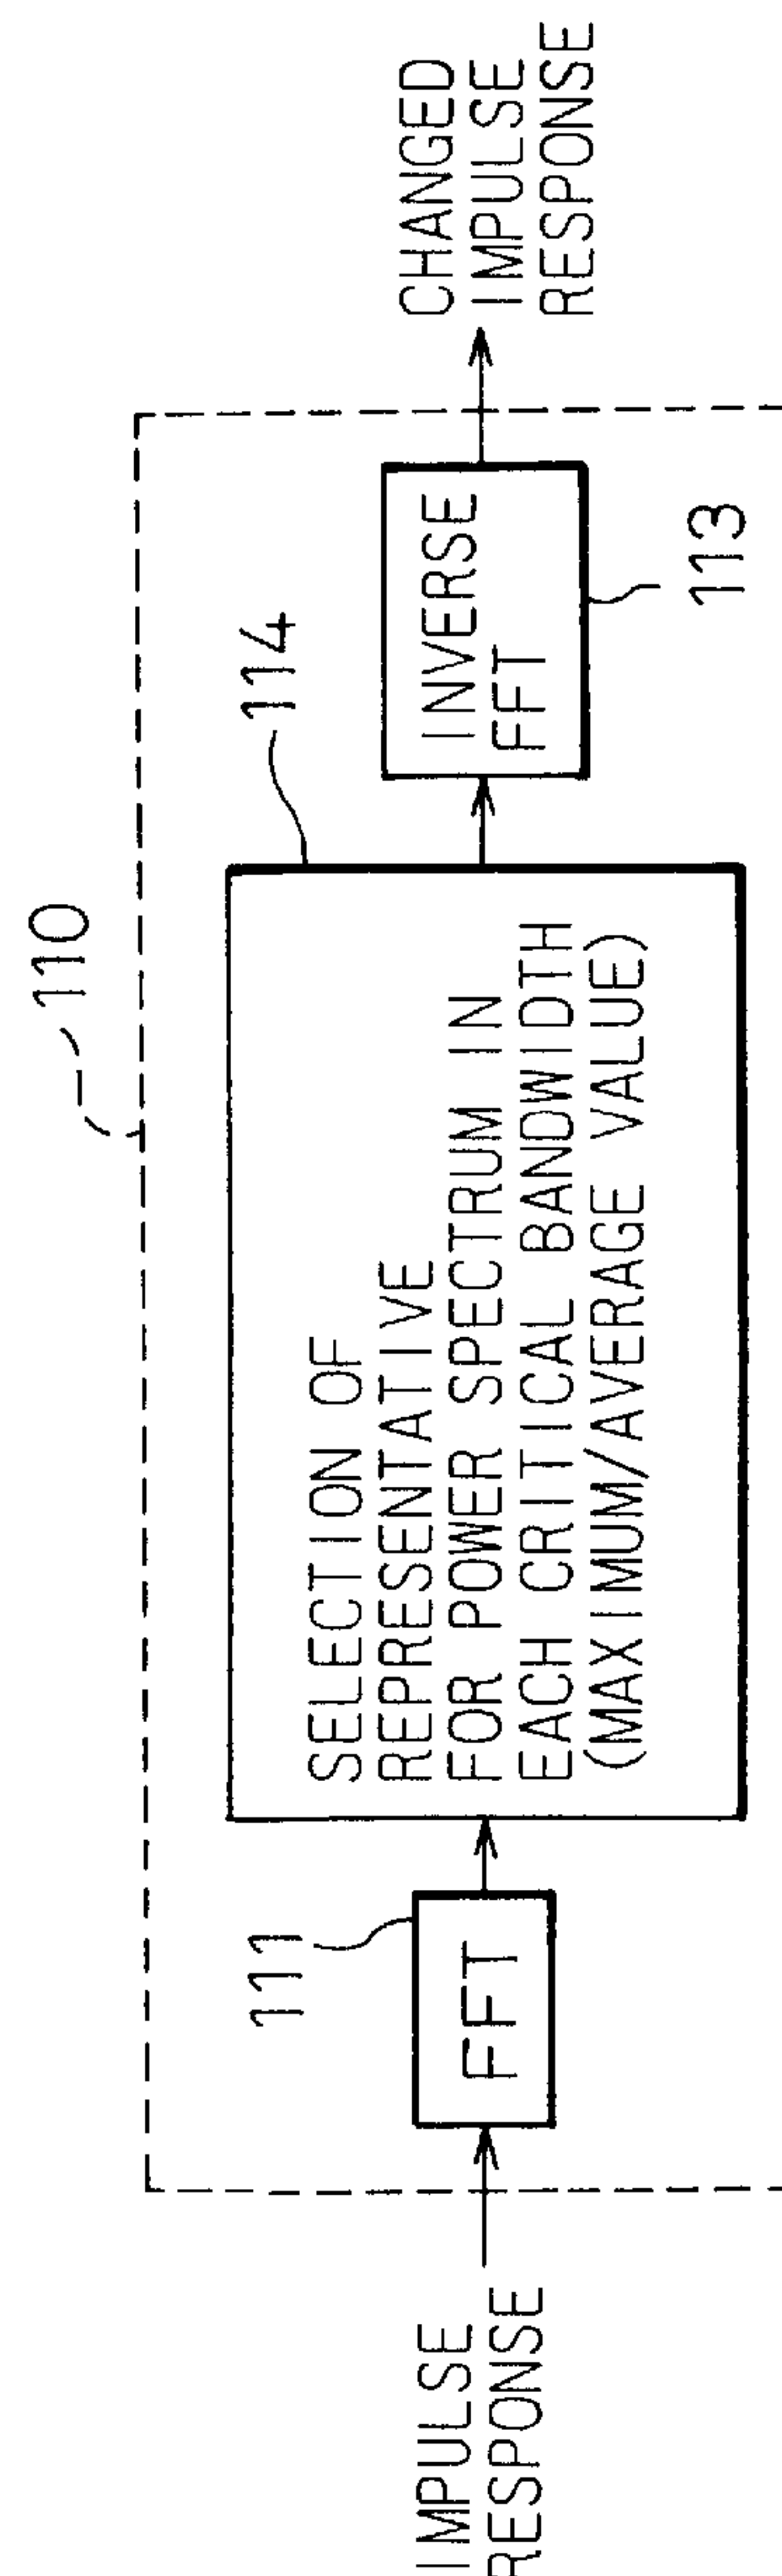 110
IMPULSE
RESPONSE
111
FFT
114
SELECTION OF
REPRESENTATIVE
FOR POWER SPECTRUM IN
EACH CRITICAL BANDWIDTH
(MAXIMUM/AVERAGE VALUE)
INVERSE
FFT
113
CHANGED
IMPULSE
RESPONSE